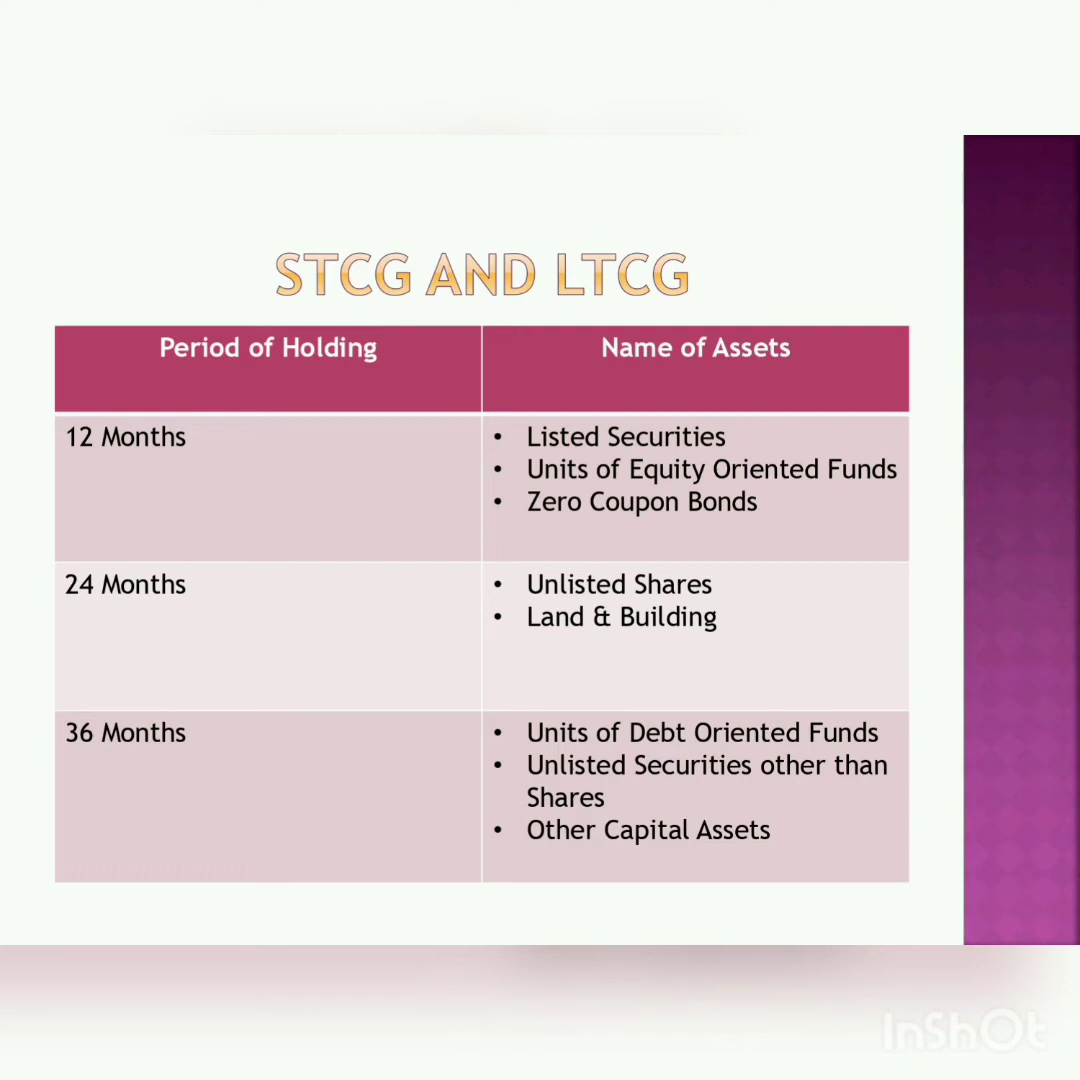 STCG AND LTCG
Period of Holding
Name of Assets
12 Months
• Listed Securities
• Units of Equity Oriented Funds
• Zero Coupon Bonds
24 Months
• Unlisted Shares
• Land & Building
36 Months
• Units of Debt Oriented Funds
• Unlisted Securities other than
Shares
• Other Capital Assets
InShOt